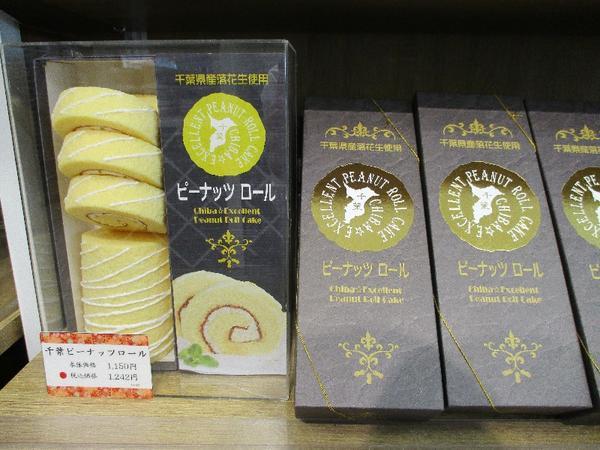 千葉県産落花生使用
EXCELLENT PEANUT ROLL CAKE
CHIBA☆
千葉
ピーナッツ ロール
Chiba☆Excellent
Peanut Roll Cake
千葉ピーナッツロール
本体価格 1,150円
税込価格 1,242円
千葉県産落花生使用
EXCELLENT PEANUT ROLL CAKE
CHIBA☆
千葉
ピーナッツ ロール
Chiba☆Excellent
Peanut Roll Cake
千葉県産落花生使用
EXCELLENT PEANUT ROLL CAKE
CHIBA☆
千葉
ピーナッツ ロール
Chiba☆Excellent
Peanut Roll Cake
千葉県産落花生